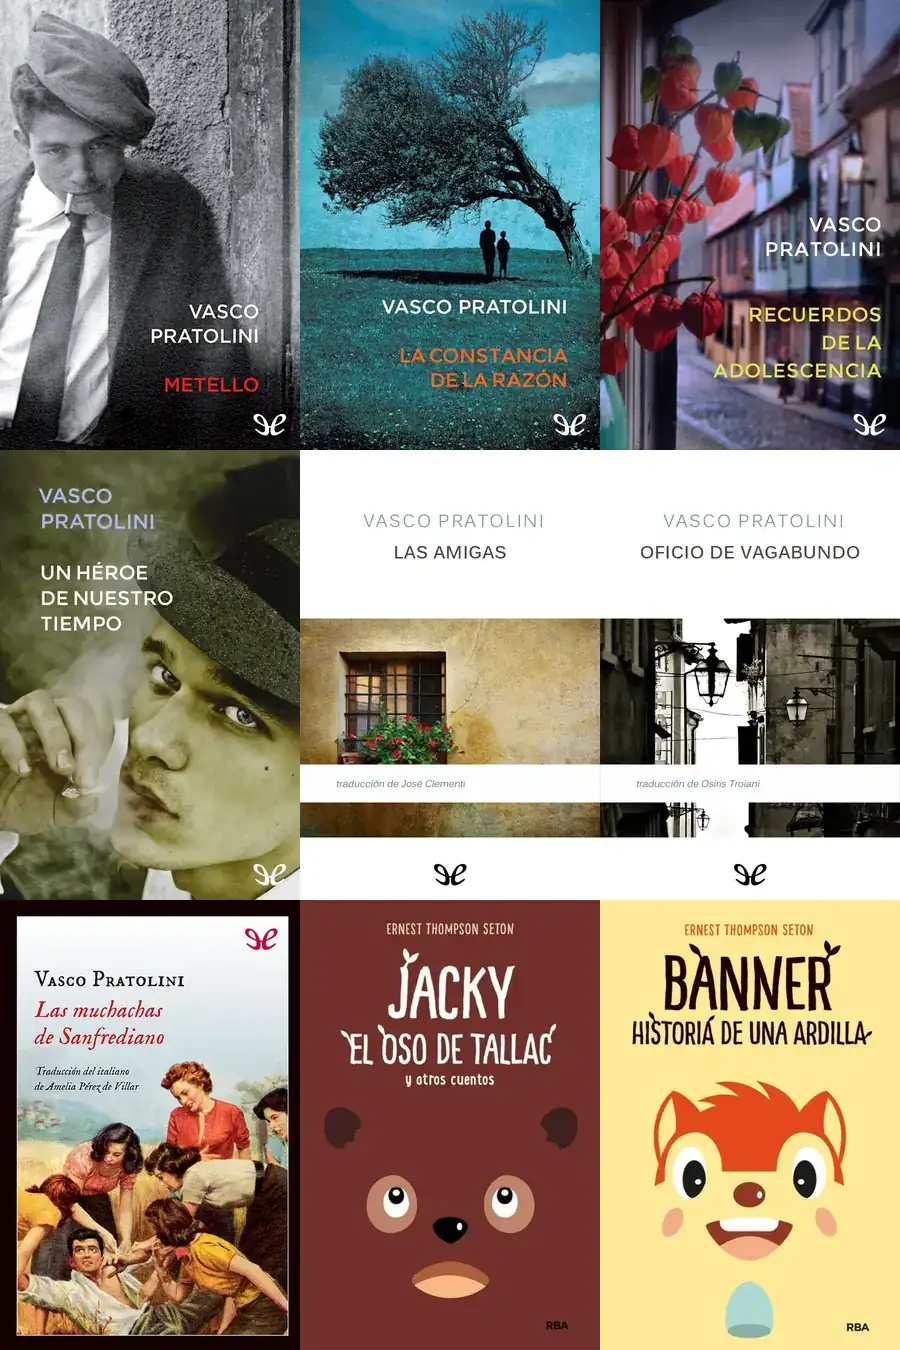 VASCO
PRATOLINI
METELLO
VASCO PRATOLINI
LA CONSTANCIA
DE LA RAZÓN
VASCO
PRATOLINI
RECUERDOS
DE LA
ADOLESCENCIA
VASCO
PRATOLINI
UN HÉROE
DE NUESTRO
TIEMPO
VASCO PRATOLINI
LAS AMIGAS
traducción de José Clementi
VASCO PRATOLINI
OFICIO DE VAGABUNDO
traducción de Osiris Troiani
VASCO PRATOLINI
Las muchachas
de Sanfrediano
Traducción del italiano
de Amelia Pérez de Villar
ERNEST THOMPSON SETON
JACKY
EL OSO DE TALLAC
y otros cuentos
RBA
ERNEST THOMPSON SETON
BANNER
HISTORIA DE UNA ARDILLA
RBA